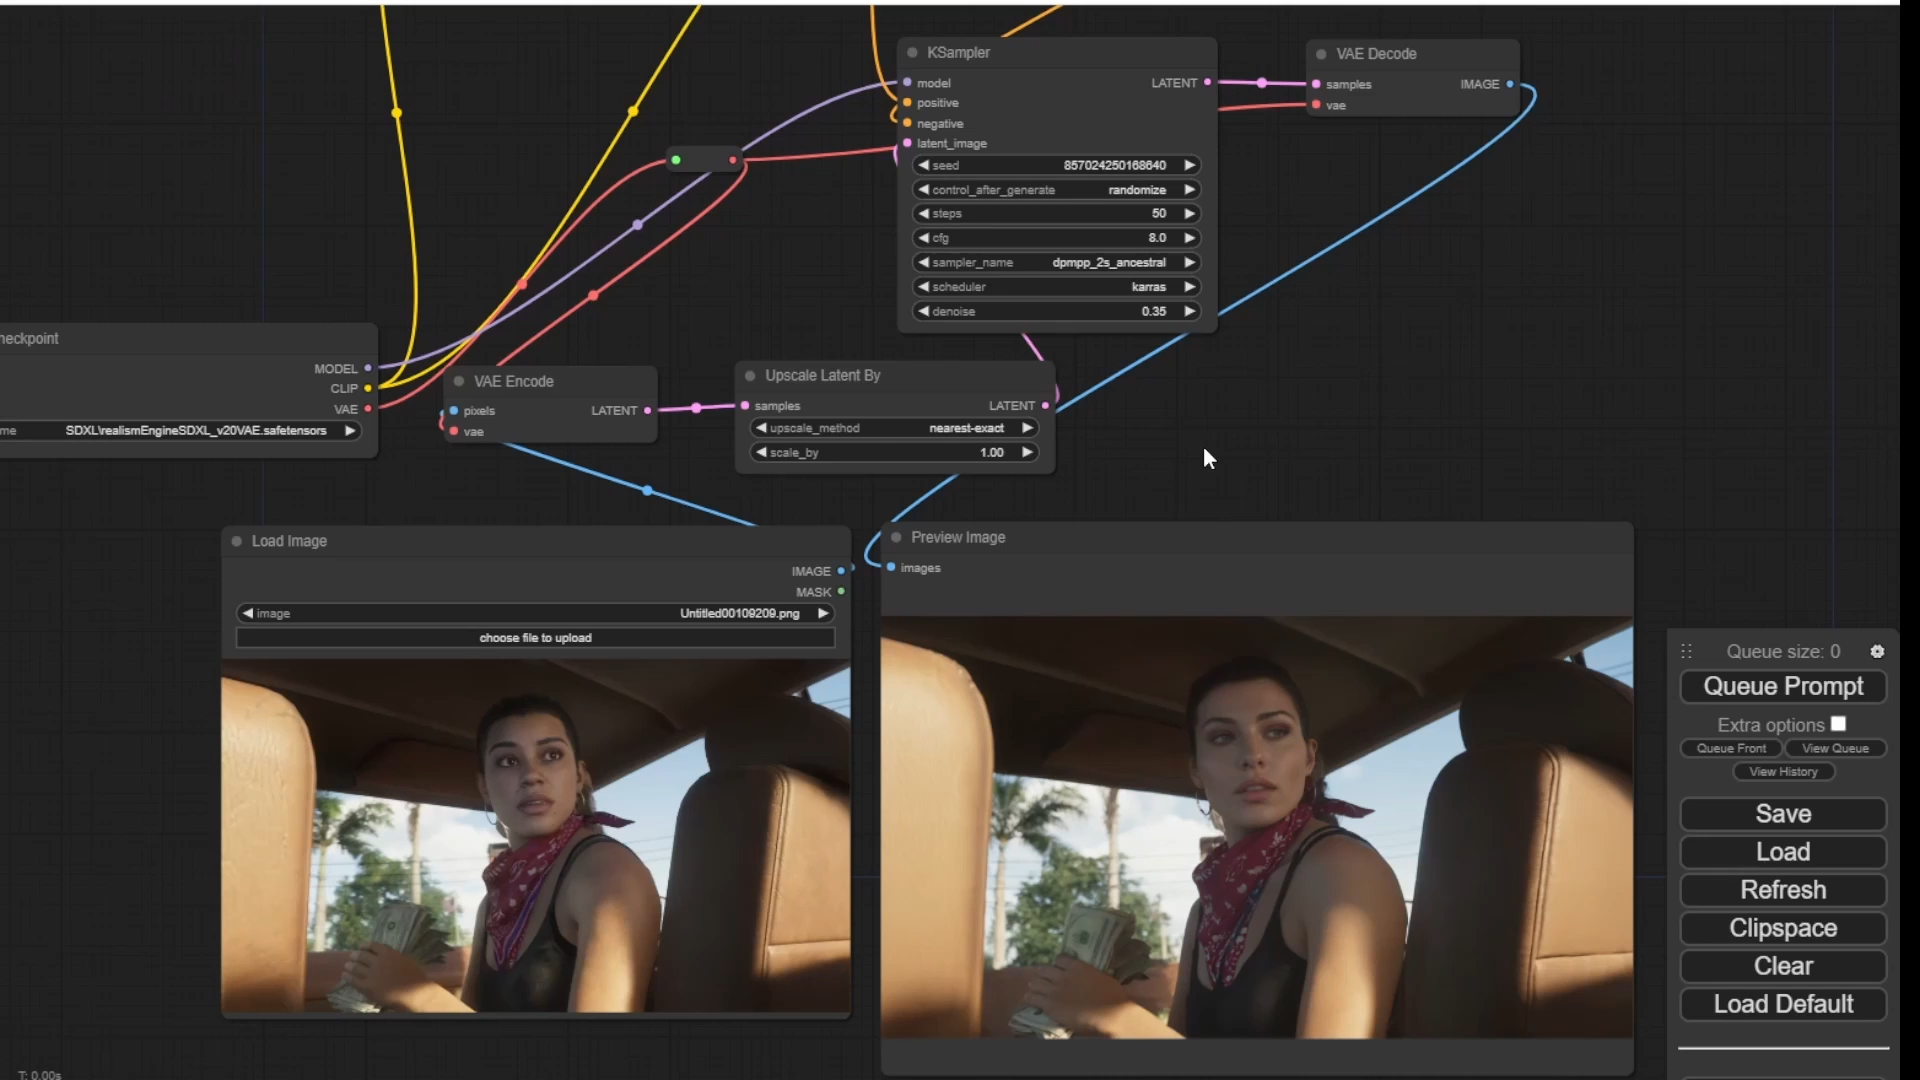 KSampler
model
LATENT
positive
negative
latent_image
seed 857024250168640
control_after_generate randomize
steps 50
cfg 8.0
sampler_name dpmpp_2s_ancestral
scheduler karras
denoise 0.35
VAE Decode
samples IMAGE
vae
heckpoint
MODEL
CLIP
VAE
me SDXL\realismEngineSDXL_v20VAE.safetensors
VAE Encode
pixels LATENT
vae
Upscale Latent By
samples LATENT
upscale_method nearest-exact
scale_by 1.00
Load Image
IMAGE
MASK
image Untitled00109209.png
choose file to upload
Preview Image
images
Queue size: 0
Queue Prompt
Extra options
Queue Front View Queue
View History
Save
Load
Refresh
Clipspace
Clear
Load Default
T: 0.00s